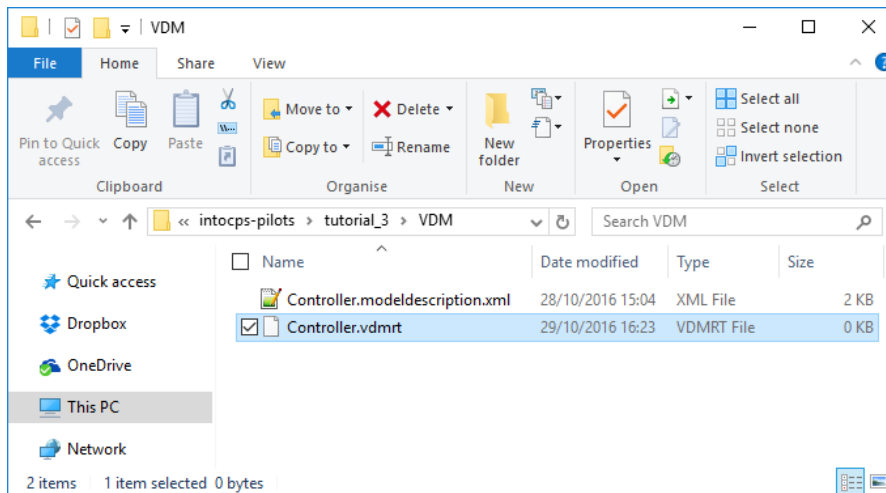 VDM
File Home Share View
Pin to Quick access Copy Paste
Move to Copy to Delete Rename
New folder
Properties
Select all
Select none
Invert selection
Clipboard Organise New Open Select
« intocps-pilots > tutorial_3 > VDM Search VDM
Name Date modified Type Size
Quick access
Controller.modeldescription.xml 28/10/2016 15:04 XML File 2 KB
Dropbox
Controller.vdmrt 29/10/2016 16:23 VDMRT File 0 KB
OneDrive
This PC
Network
2 items 1 item selected 0 bytes